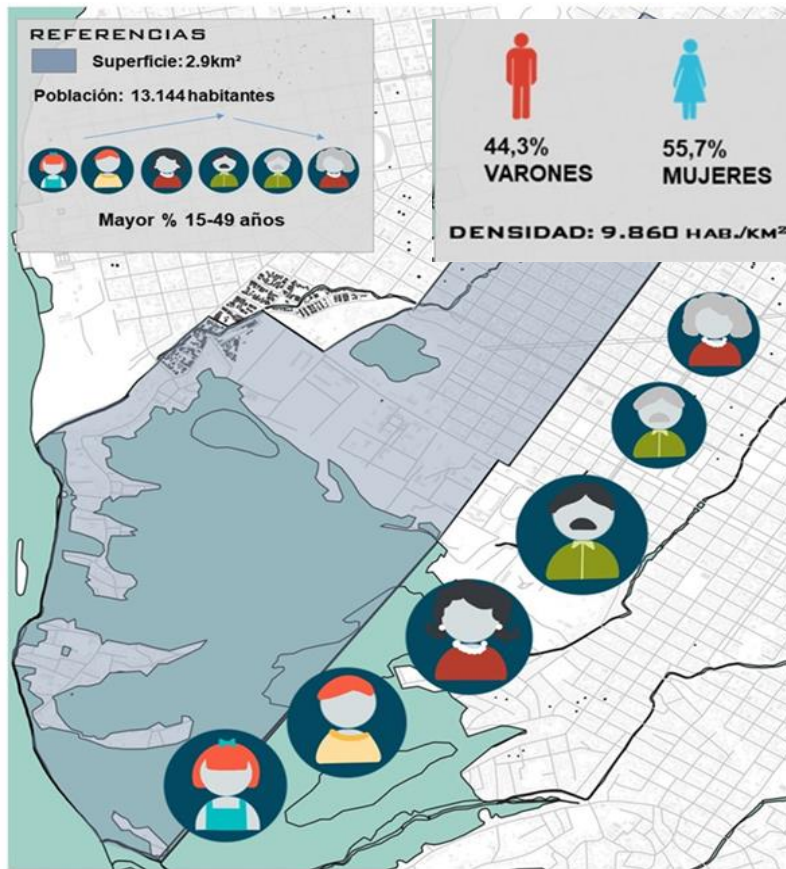 REFERENCIAS
Superficie: 2.9km²
Población: 13.144 habitantes
Mayor % 15-49 años
44,3%
VARONES
55,7%
MUJERES
DENSIDAD: 9.860 HAB./KM²